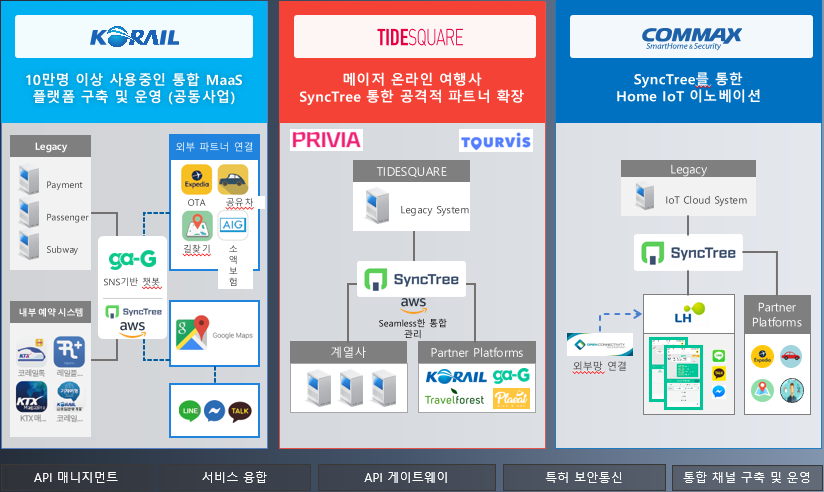 KORAIL
10만명 이상 사용중인 통합 MaaS
플랫폼 구축 및 운영 (공동사업)
Legacy
Payment
Passenger
Subway
외부 파트너 연결
Expedia
OTA
공유차
AIG
길찾기
소
액
보
험
ga-G
SNS기반 챗봇
SyncTree
aws
내부 예약 시스템
KTX
코레일톡
R+
레일플...
KTX
KTX 매...
KORAIL
코레일...
Google Maps
LINE
TALK
TIDESQUARE
메이저 온라인 여행사
SyncTree 통한 공격적 파트너 확장
PRIVIA
TOURVIS
TIDESQUARE
Legacy System
SyncTree
aws
Seamless한 통합
관리
계열사
Partner Platforms
KORAIL
ga-G
Travelforest
Plaeat
COMMAX
SmartHome & Security
SyncTree를 통한
Home IoT 이노베이션
Legacy
IoT Cloud System
SyncTree
LH
OPEN CONNECTIVITY
외부망 연결
LINE
TALK
Partner
Platforms
Expedia
API 매니지먼트
서비스 융합
API 게이트웨이
특허 보안통신
통합 채널 구축 및 운영